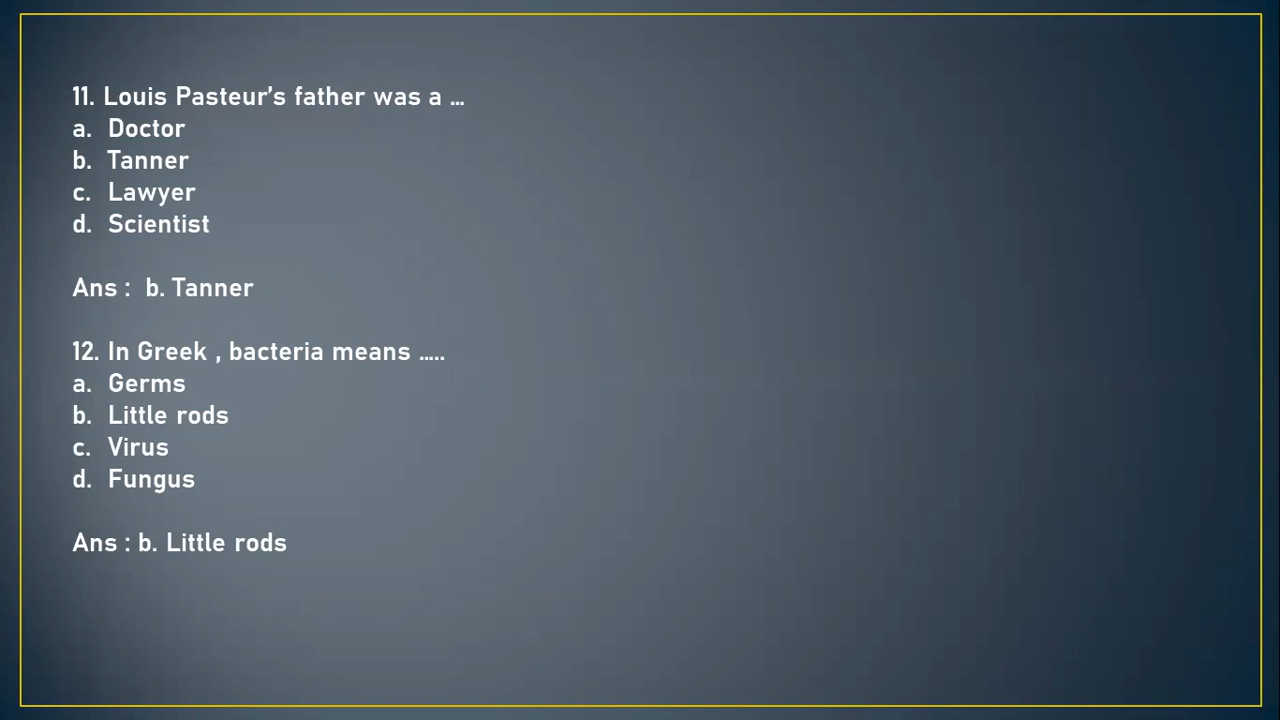 11. Louis Pasteur’s father was a ...
a. Doctor
b. Tanner
c. Lawyer
d. Scientist
Ans : b. Tanner
12. In Greek , bacteria means .....
a. Germs
b. Little rods
c. Virus
d. Fungus
Ans : b. Little rods